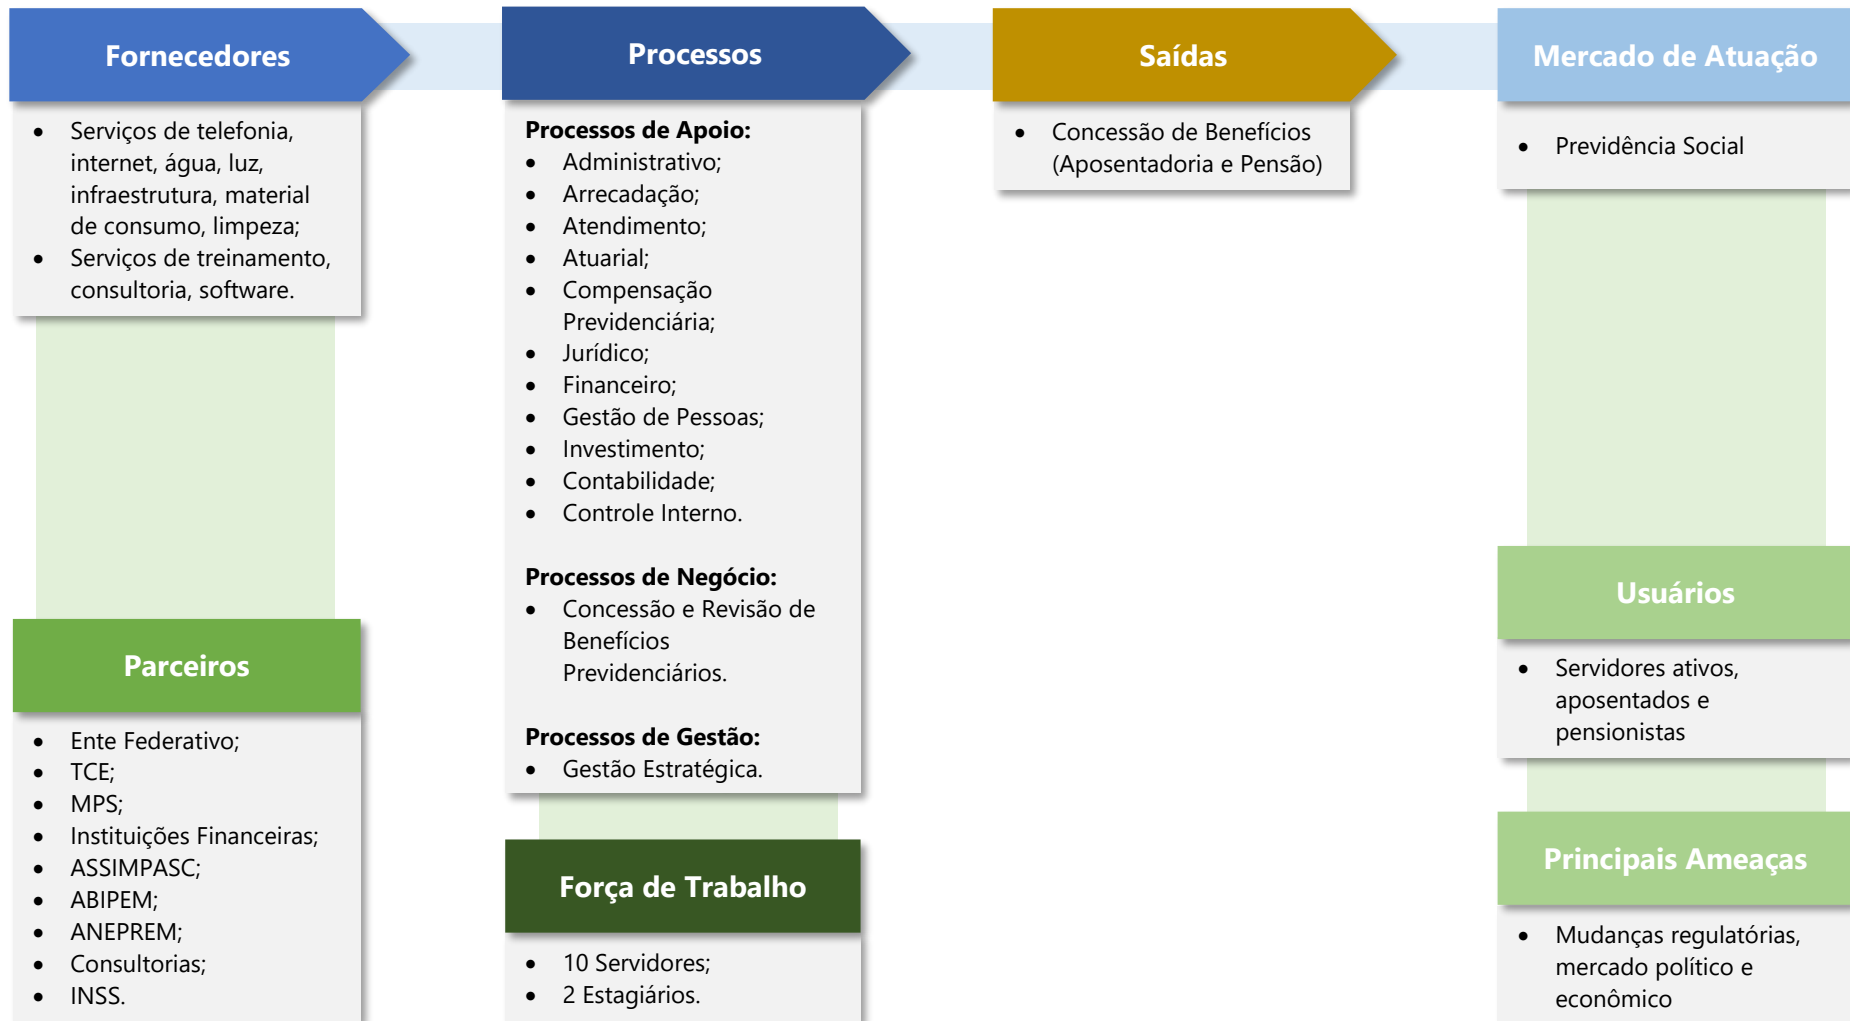 Fornecedores
• Serviços de telefonia,
internet, água, luz,
infraestrutura, material
de consumo, limpeza;
• Serviços de treinamento,
consultoria, software.
Parceiros
• Ente Federativo;
• TCE;
• MPS;
• Instituições Financeiras;
• ASSIMPASC;
• ABIPEM;
• ANEPREM;
• Consultorias;
• INSS.
Processos
Processos de Apoio:
• Administrativo;
• Arrecadação;
• Atendimento;
• Atuarial;
• Compensação
Previdenciária;
• Jurídico;
• Financeiro;
• Gestão de Pessoas;
• Investimento;
• Contabilidade;
• Controle Interno.
Processos de Negócio:
• Concessão e Revisão de
Benefícios
Previdenciários.
Processos de Gestão:
• Gestão Estratégica.
Força de Trabalho
• 10 Servidores;
• 2 Estagiários.
Saídas
• Concessão de Benefícios
(Aposentadoria e Pensão)
Mercado de Atuação
• Previdência Social
Usuários
• Servidores ativos,
aposentados e
pensionistas
Principais Ameaças
• Mudanças regulatórias,
mercado político e
econômico